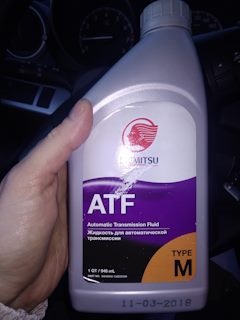 ATF
Automatic Transmission Fluid
Жидкость для автоматической
трансмиссии
TYPE
1 QT / 946 mL
M
11-03-2018